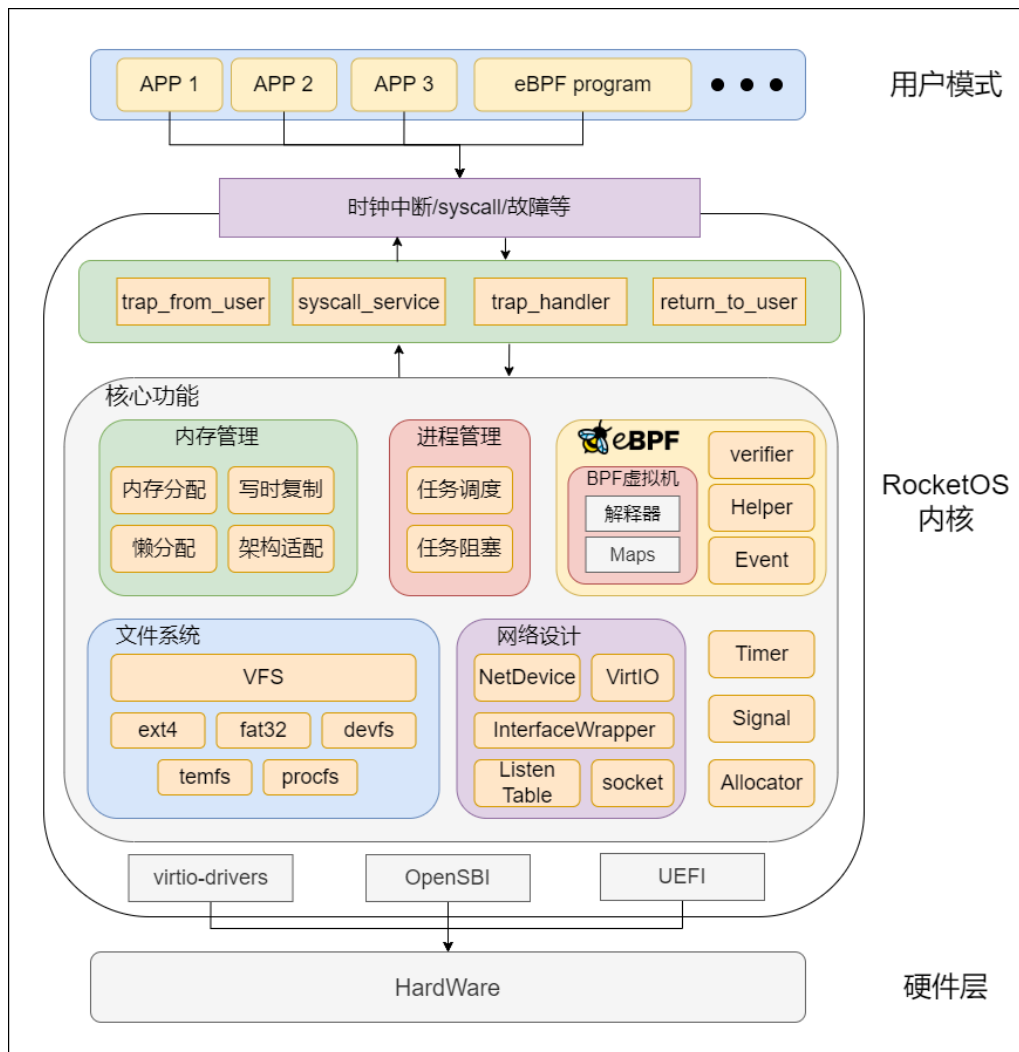 APP 1
APP 2
APP 3
eBPF program
用户模式
时钟中断/syscall/故障等
trap_from_user
syscall_service
trap_handler
return_to_user
核心功能
内存管理
内存分配
写时复制
懒分配
架构适配
进程管理
任务调度
任务阻塞
eBPF
BPF虚拟机
解释器
Maps
verifier
Helper
Event
RocketOS
内核
文件系统
VFS
ext4
fat32
devfs
temfs
procfs
网络设计
NetDevice
VirtIO
InterfaceWrapper
Listen
Table
socket
Timer
Signal
Allocator
virtio-drivers
OpenSBI
UEFI
HardWare
硬件层